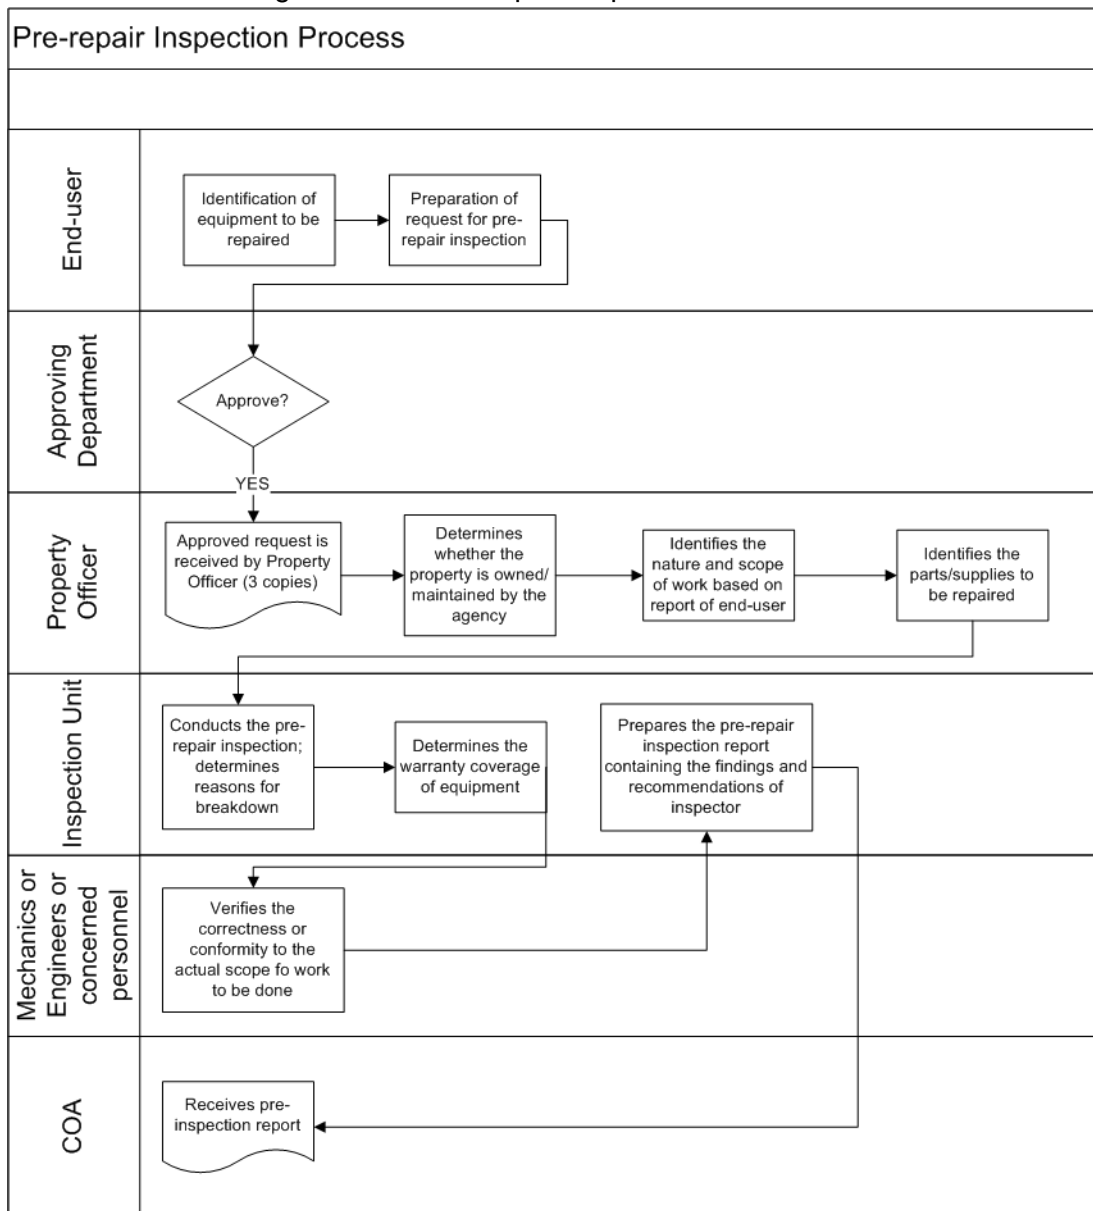 Pre-repair Inspection Process
End-user
Identification of
equipment to be
repaired
Preparation of
request for pre-
repair inspection
Approving
Department
Approve?
YES
Property
Officer
Approved request is
received by Property
Officer (3 copies)
Determines
whether the
property is owned/
maintained by the
agency
Identifies the
nature and scope
of work based on
report of end-user
Identifies the
parts/supplies to
be repaired
Inspection Unit
Conducts the pre-
repair inspection;
determines
reasons for
breakdown
Determines the
warranty coverage
of equipment
Prepares the pre-repair
inspection report
containing the findings and
recommendations of
inspector
Mechanics or
Engineers or
concerned
personnel
Verifies the
correctness or
conformity to the
actual scope fo work
to be done
COA
Receives pre-
inspection report